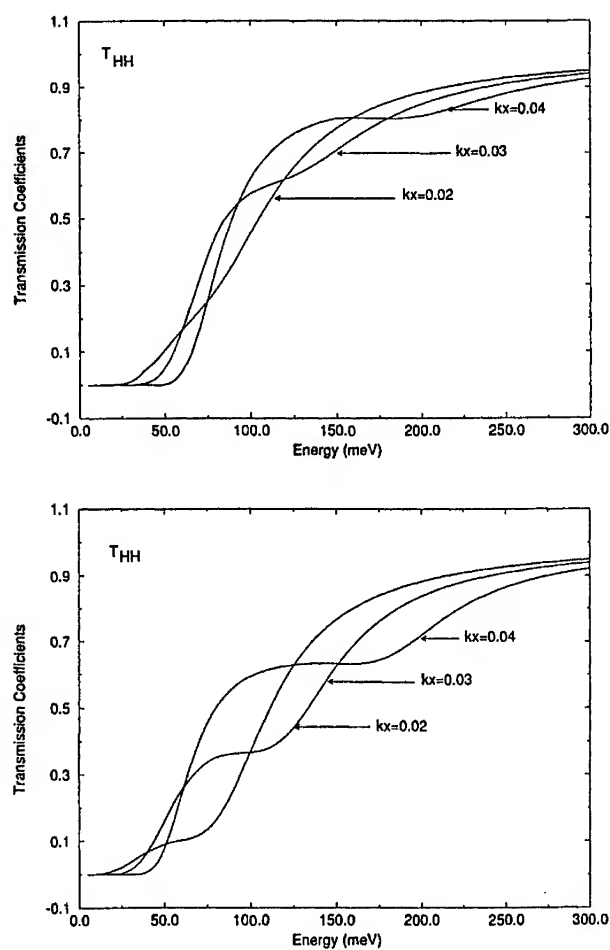 1.1
T HH
0.9
kx=0.04
0.7
kx=0.03
kx=0.02
0.5
0.3
0.1
-0.1
Transmission Coefficients
0.0 50.0 100.0 150.0 200.0 250.0 300.0
Energy (meV)
1.1
T HH
0.9
0.7
kx=0.04
kx=0.03
0.5
kx=0.02
0.3
0.1
-0.1
Transmission Coefficients
0.0 50.0 100.0 150.0 200.0 250.0 300.0
Energy (meV)